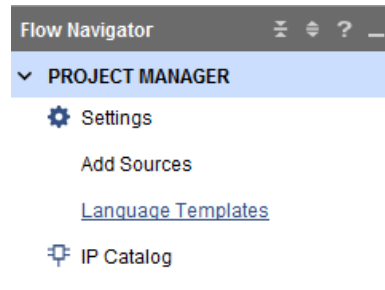 Flow Navigator ?
PROJECT MANAGER
Settings
Add Sources
Language Templates
IP Catalog